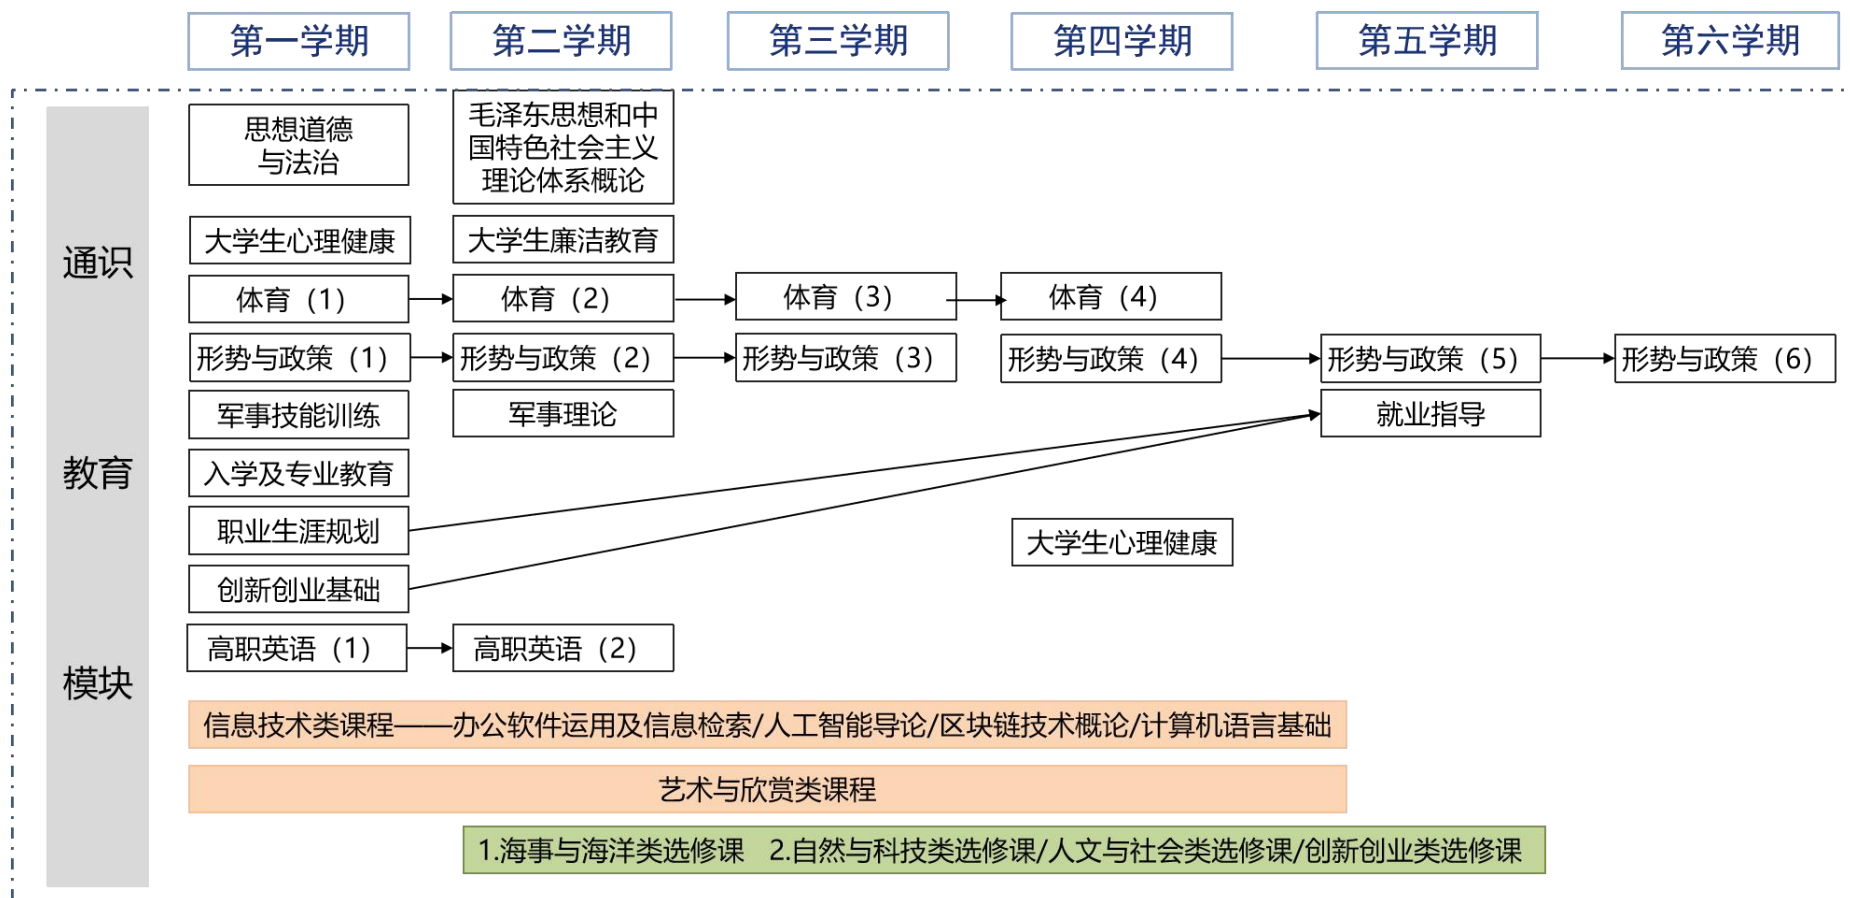 第一学期
第二学期
第三学期
第四学期
第五学期
第六学期
通识
教育
模块
思想道德
与法治
毛泽东思想和中
国特色社会主义
理论体系概论
大学生心理健康
大学生廉洁教育
体育（1）
体育（2）
体育（3）
体育（4）
形势与政策（1）
形势与政策（2）
形势与政策（3）
形势与政策（4）
形势与政策（5）
形势与政策（6）
军事技能训练
军事理论
就业指导
入学及专业教育
职业生涯规划
大学生心理健康
创新创业基础
高职英语（1）
高职英语（2）
信息技术类课程——办公软件运用及信息检索/人工智能导论/区块链技术概论/计算机语言基础
艺术与欣赏类课程
1.海事与海洋类选修课 2.自然与科技类选修课/人文与社会类选修课/创新创业类选修课